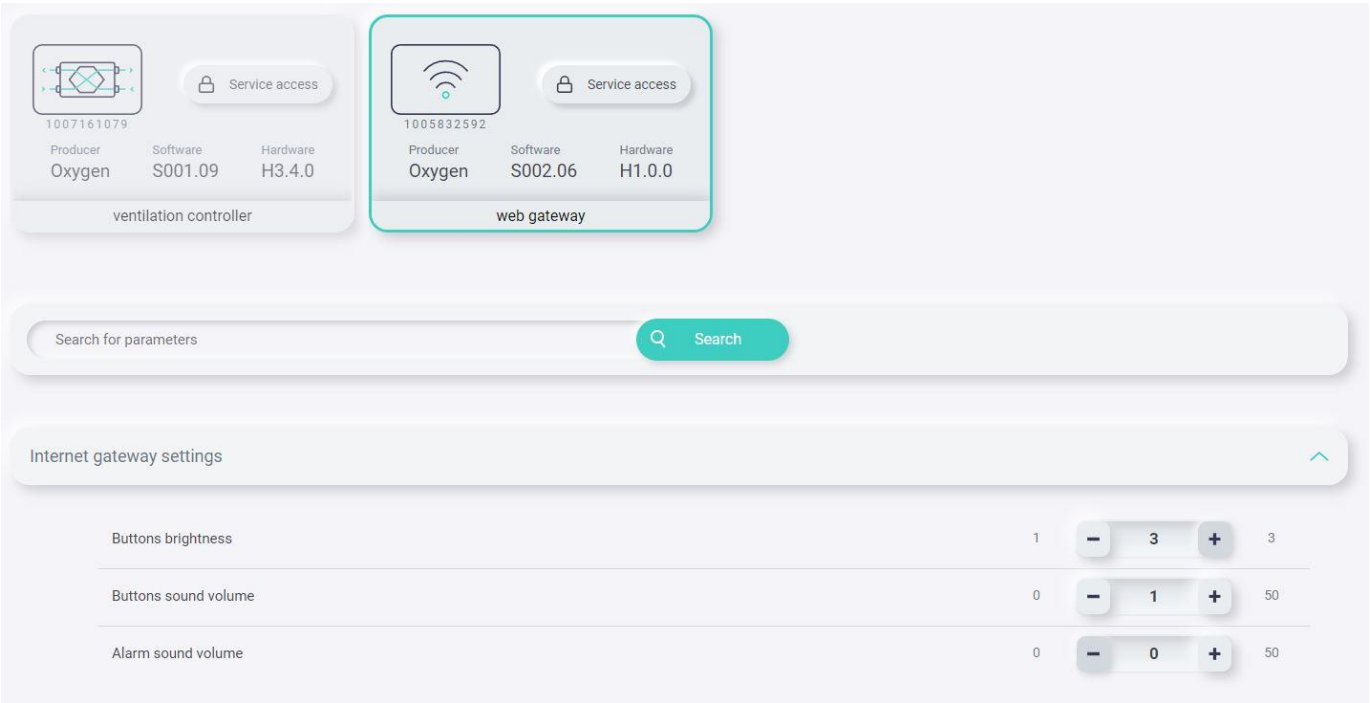 Service access
1007161079
Producer Software Hardware
Oxygen S001.09 H3.4.0
ventilation controller
Service access
1005832592
Producer Software Hardware
Oxygen S002.06 H1.0.0
web gateway
Search for parameters Search
Internet gateway settings
Buttons brightness 1 − 3 + 3
Buttons sound volume 0 − 1 + 50
Alarm sound volume 0 − 0 + 50